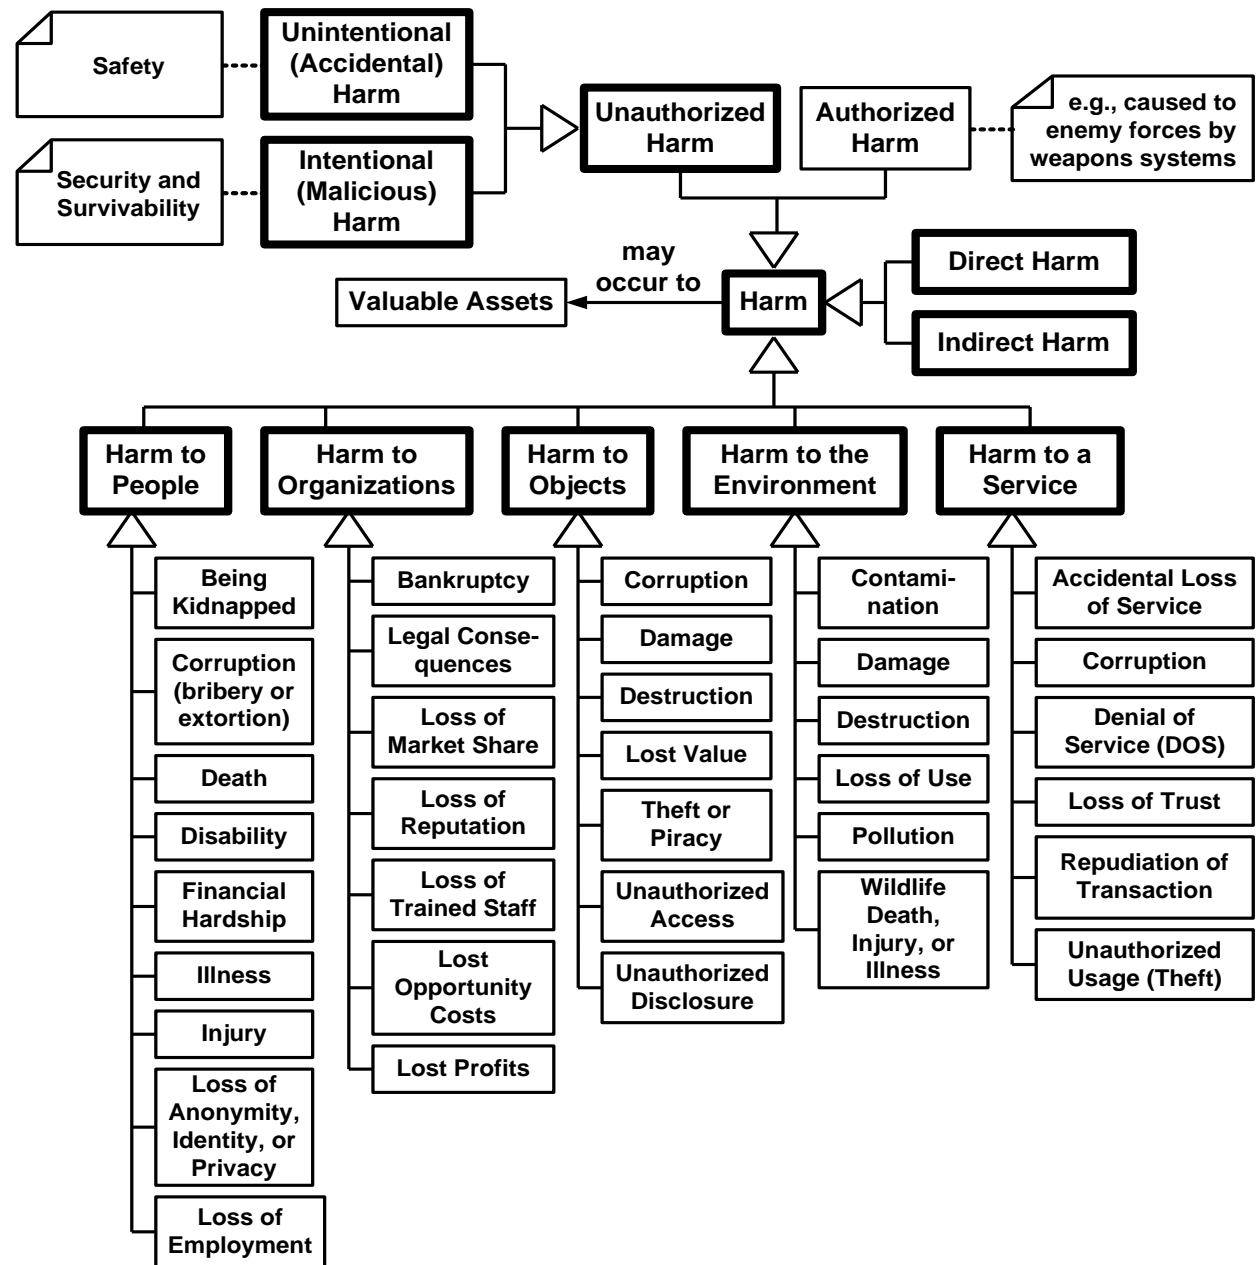 Safety
Unintentional
(Accidental)
Harm
Unauthorized
Harm
Authorized
Harm
e.g., caused to
enemy forces by
weapons systems
Security and
Survivability
Intentional
(Malicious)
Harm
may
occur to
Valuable Assets
Harm
Direct Harm
Indirect Harm
Harm to
People
Harm to
Organizations
Harm to
Objects
Harm to the
Environment
Harm to a
Service
Being
Kidnapped
Corruption
(bribery or
extortion)
Death
Disability
Financial
Hardship
Illness
Injury
Loss of
Anonymity,
Identity, or
Privacy
Loss of
Employment
Bankruptcy
Legal Conse-
quences
Loss of
Market Share
Loss of
Reputation
Loss of
Trained Staff
Lost
Opportunity
Costs
Lost Profits
Corruption
Damage
Destruction
Lost Value
Theft or
Piracy
Unauthorized
Access
Unauthorized
Disclosure
Contami-
nation
Damage
Destruction
Loss of Use
Pollution
Wildlife
Death,
Injury, or
Illness
Accidental Loss
of Service
Corruption
Denial of
Service (DOS)
Loss of Trust
Repudiation of
Transaction
Unauthorized
Usage (Theft)